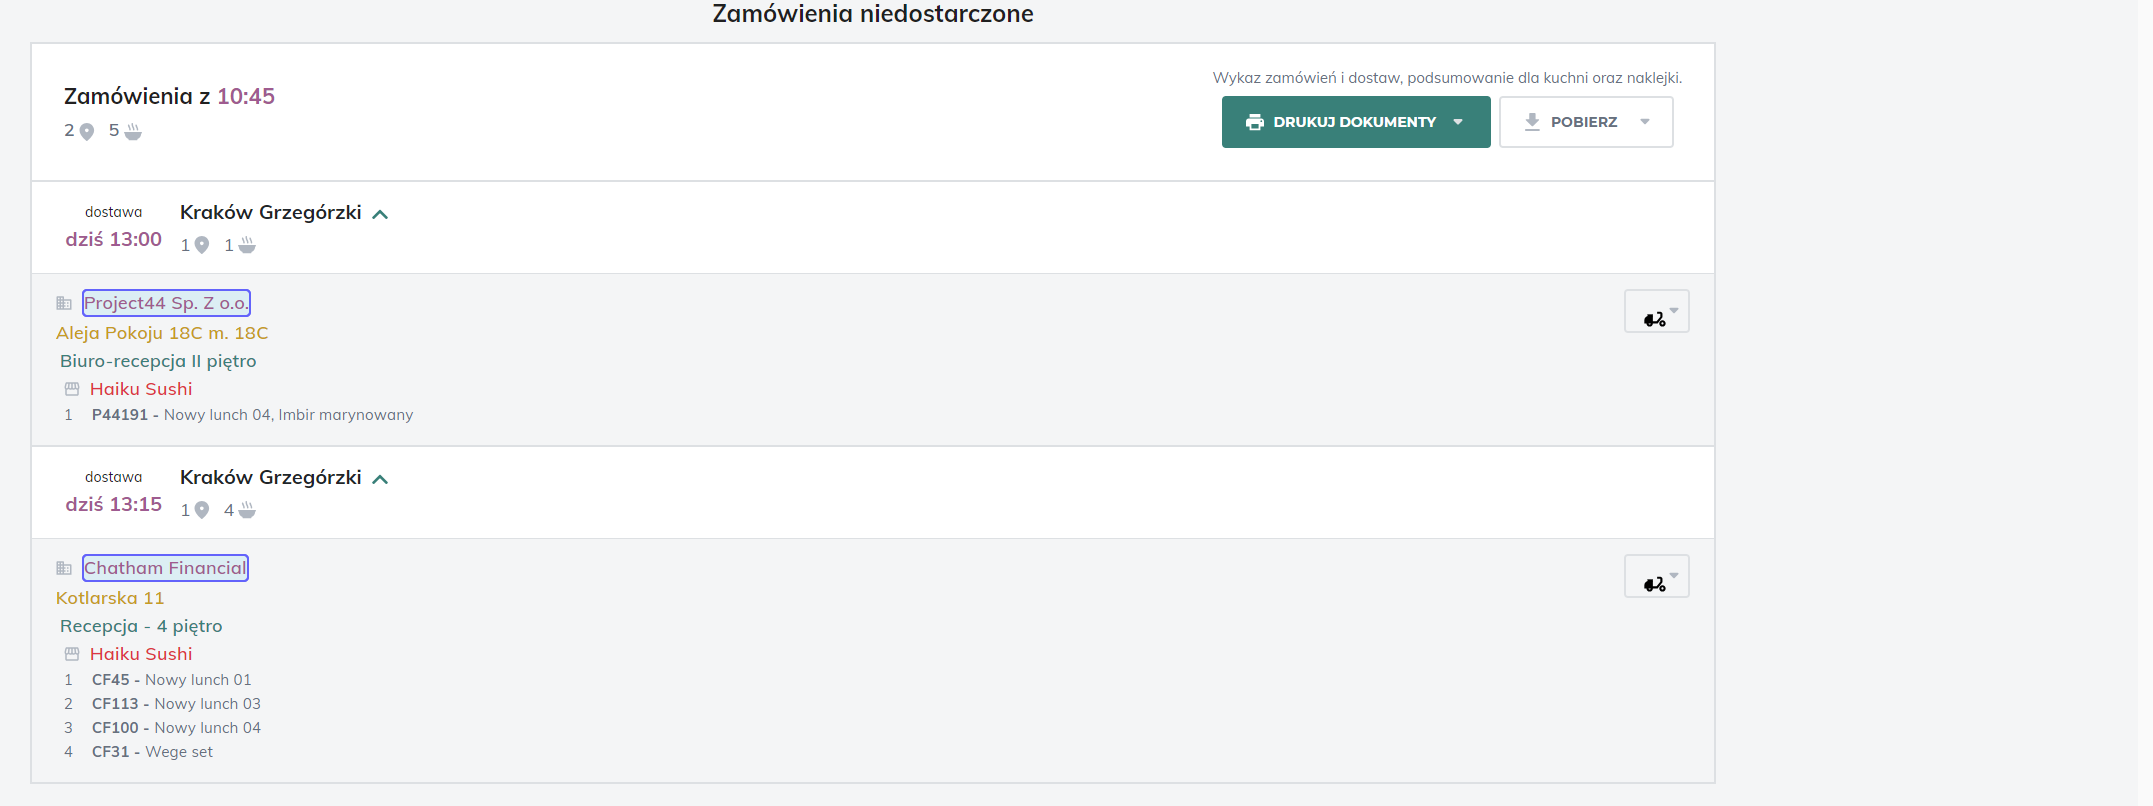 Zamówienia niedostarczone
Zamówienia z 10:45
2 5
Wykaz zamówień i dostaw, podsumowanie dla kuchni oraz naklejki.
DRUKUJ DOKUMENTY
POBIERZ
dostawa
dziś 13:00
Kraków Grzegórzki
1 1
Project44 Sp. Z o.o.
Aleja Pokoju 18C m. 18C
Biuro-recepcja II piętro
Haiku Sushi
1 P44191 - Nowy lunch 04, Imbir marynowany
dostawa
dziś 13:15
Kraków Grzegórzki
1 4
Chatham Financial
Kotlarska 11
Recepcja - 4 piętro
Haiku Sushi
1 CF45 - Nowy lunch 01
2 CF113 - Nowy lunch 03
3 CF100 - Nowy lunch 04
4 CF31 - Wege set